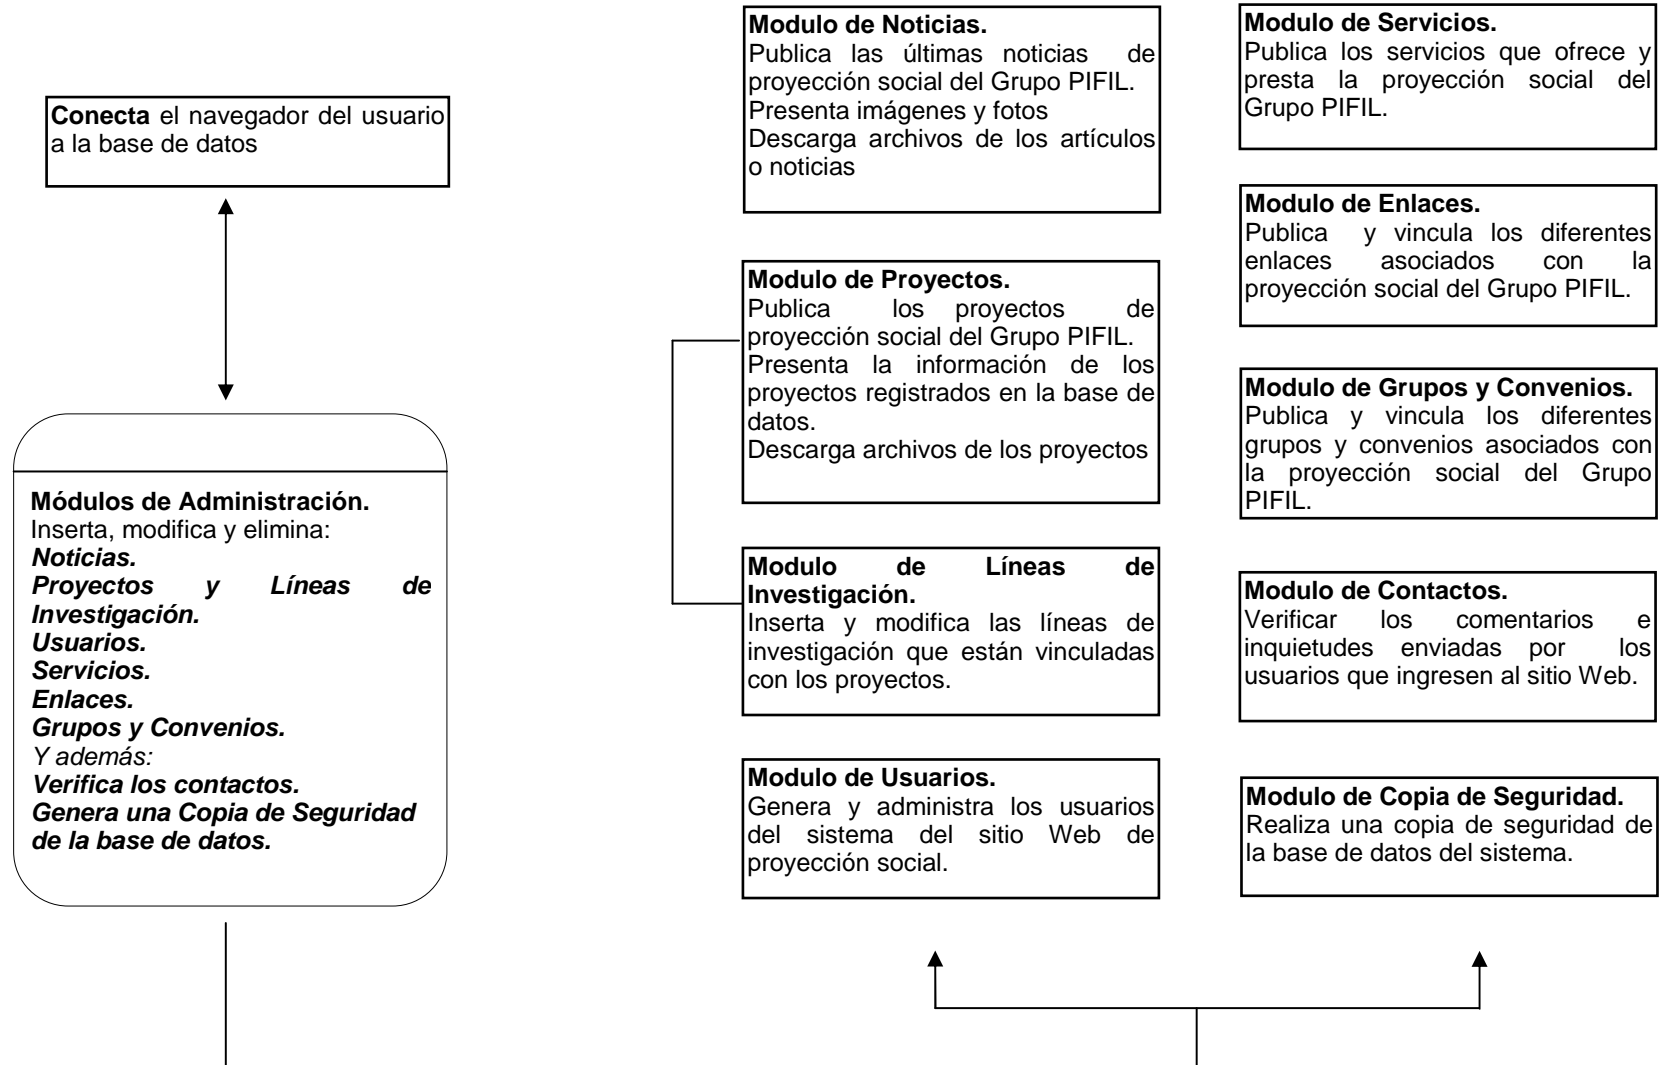 Conecta el navegador del usuario
a la base de datos
Módulos de Administración.
Inserta, modifica y elimina:
Noticias.
Proyectos y Líneas de
Investigación.
Usuarios.
Servicios.
Enlaces.
Grupos y Convenios.
Y además:
Verifica los contactos.
Genera una Copia de Seguridad
de la base de datos.
Modulo de Noticias.
Publica las últimas noticias de
proyección social del Grupo PIFIL.
Presenta imágenes y fotos
Descarga archivos de los artículos
o noticias
Modulo de Proyectos.
Publica los proyectos de
proyección social del Grupo PIFIL.
Presenta la información de los
proyectos registrados en la base de
datos.
Descarga archivos de los proyectos
Modulo de Líneas de
Investigación.
Inserta y modifica las líneas de
investigación que están vinculadas
con los proyectos.
Modulo de Usuarios.
Genera y administra los usuarios
del sistema del sitio Web de
proyección social.
Modulo de Servicios.
Publica los servicios que ofrece y
presta la proyección social del
Grupo PIFIL.
Modulo de Enlaces.
Publica y vincula los diferentes
enlaces asociados con la
proyección social del Grupo PIFIL.
Modulo de Grupos y Convenios.
Publica y vincula los diferentes
grupos y convenios asociados con
la proyección social del Grupo
PIFIL.
Modulo de Contactos.
Verificar los comentarios e
inquietudes enviadas por los
usuarios que ingresen al sitio Web.
Modulo de Copia de Seguridad.
Realiza una copia de seguridad de
la base de datos del sistema.